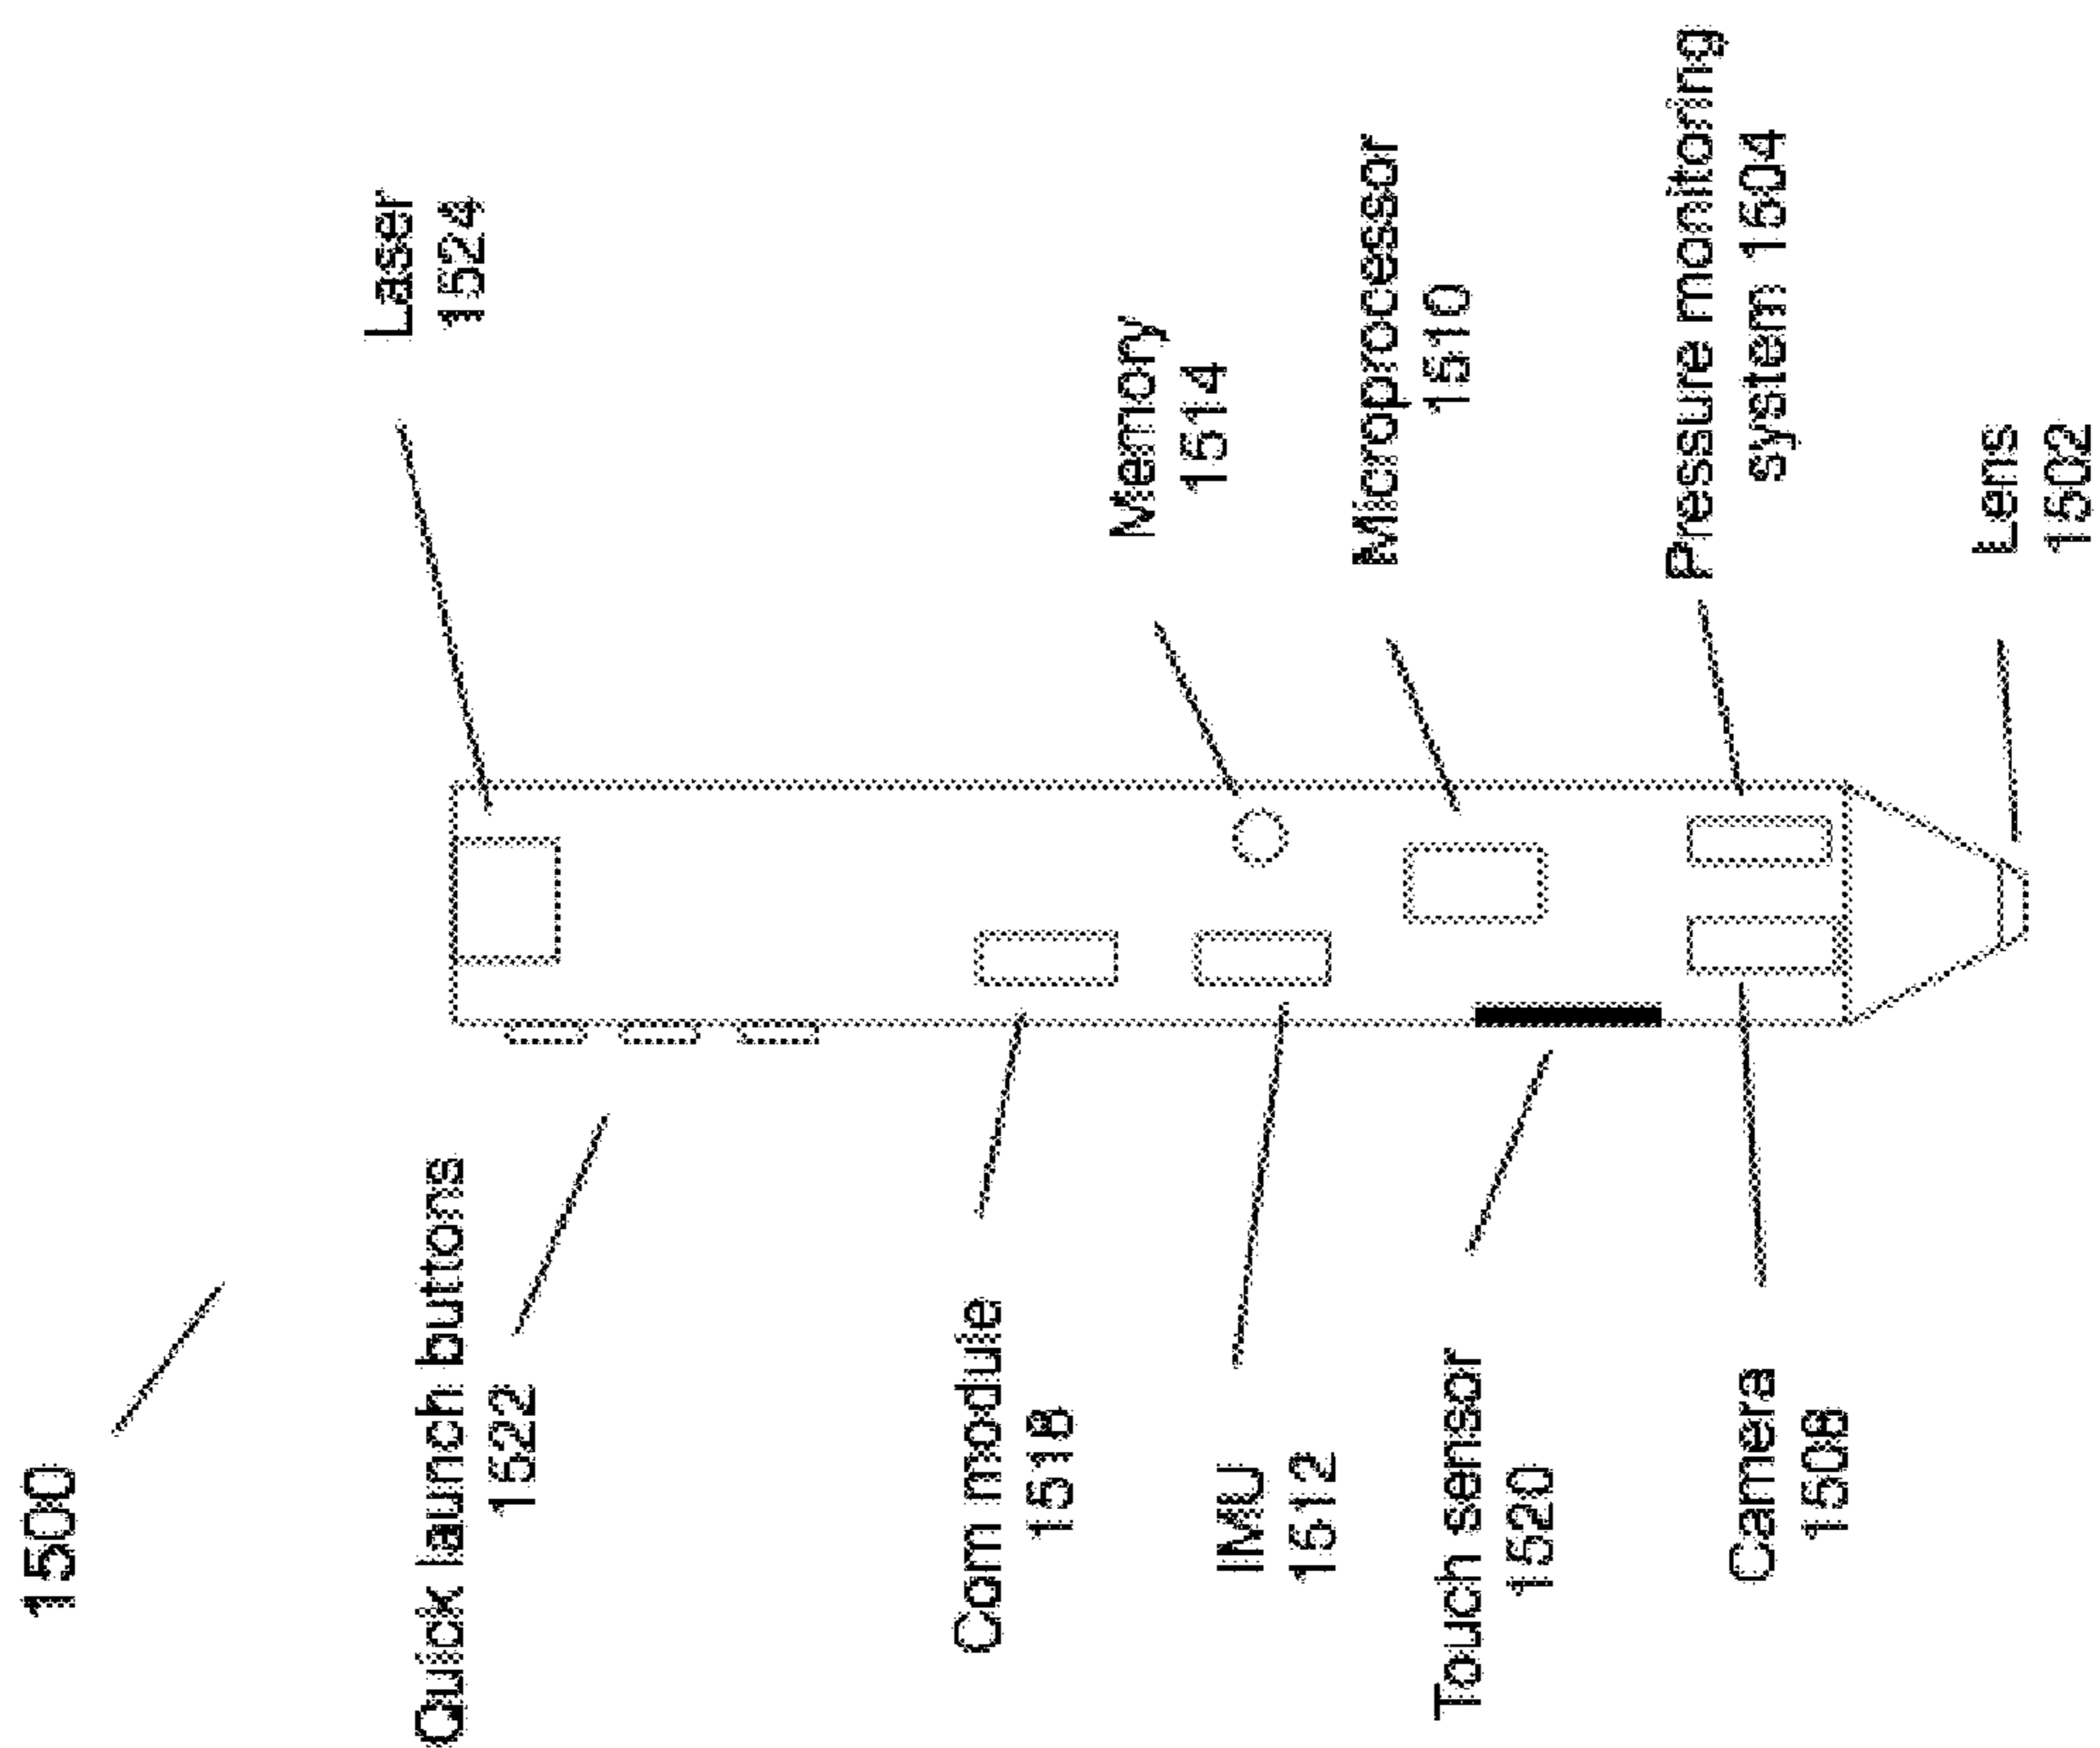 1500
Quick launch buttons
1522
Laser
1524
Com module
1518
Memory
1514
IMU
1512
Microprocessor
1510
Touch sensor
1520
Pressure monitoring
system 1504
Camera
1508
Lens
1502